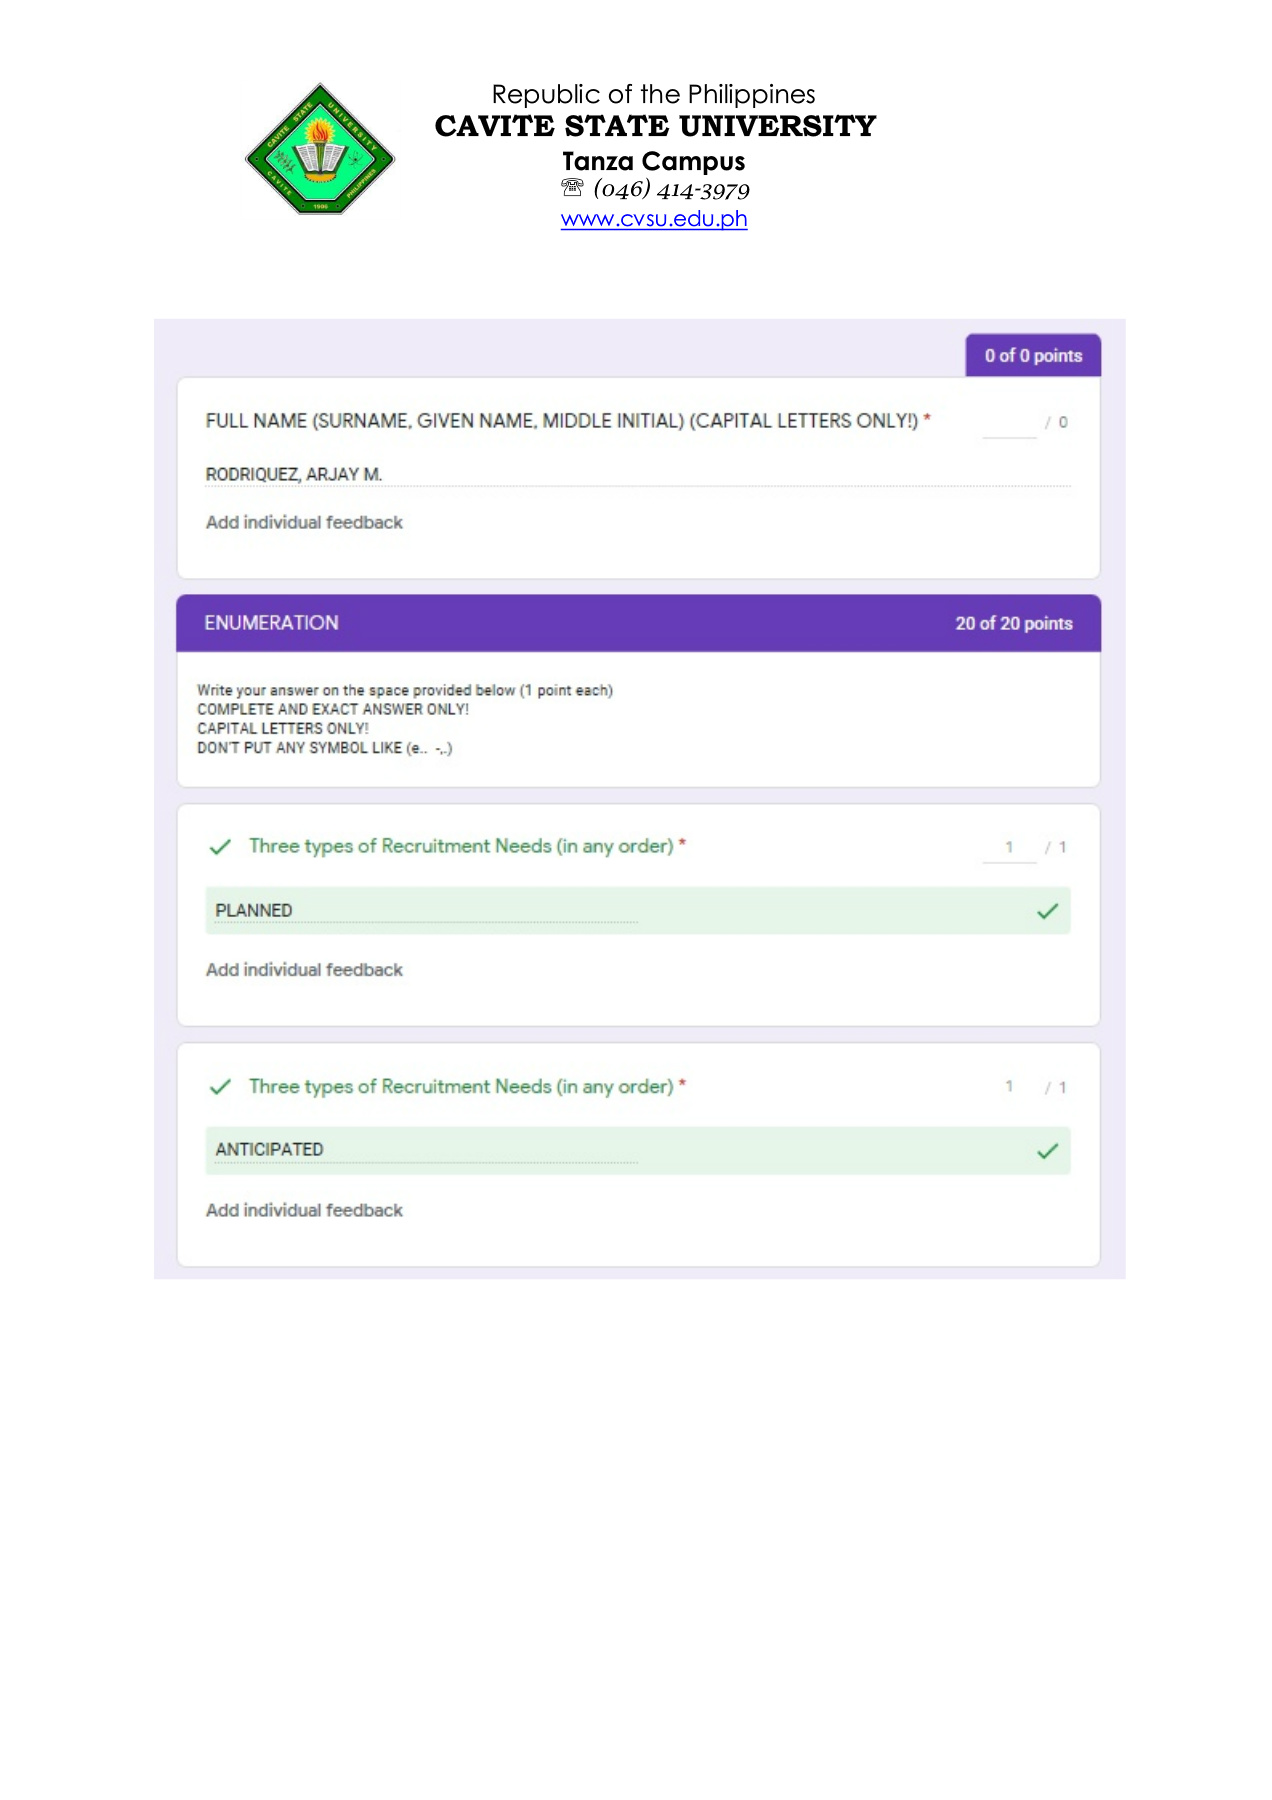 Republic of the Philippines
CAVITE STATE UNIVERSITY
Tanza Campus
☏ (046) 414-3979
www.cvsu.edu.ph
CAVITE STATE UNIVERSITY
CAVITE PHILIPPINES
1906
0 of 0 points
FULL NAME (SURNAME, GIVEN NAME, MIDDLE INITIAL) (CAPITAL LETTERS ONLY!) *
/ 0
RODRIQUEZ, ARJAY M.
Add individual feedback
ENUMERATION 20 of 20 points
Write your answer on the space provided below (1 point each)
COMPLETE AND EXACT ANSWER ONLY!
CAPITAL LETTERS ONLY!
DON'T PUT ANY SYMBOL LIKE (e.. -,.)
Three types of Recruitment Needs (in any order) * 1 / 1
PLANNED
Add individual feedback
Three types of Recruitment Needs (in any order) * 1 / 1
ANTICIPATED
Add individual feedback